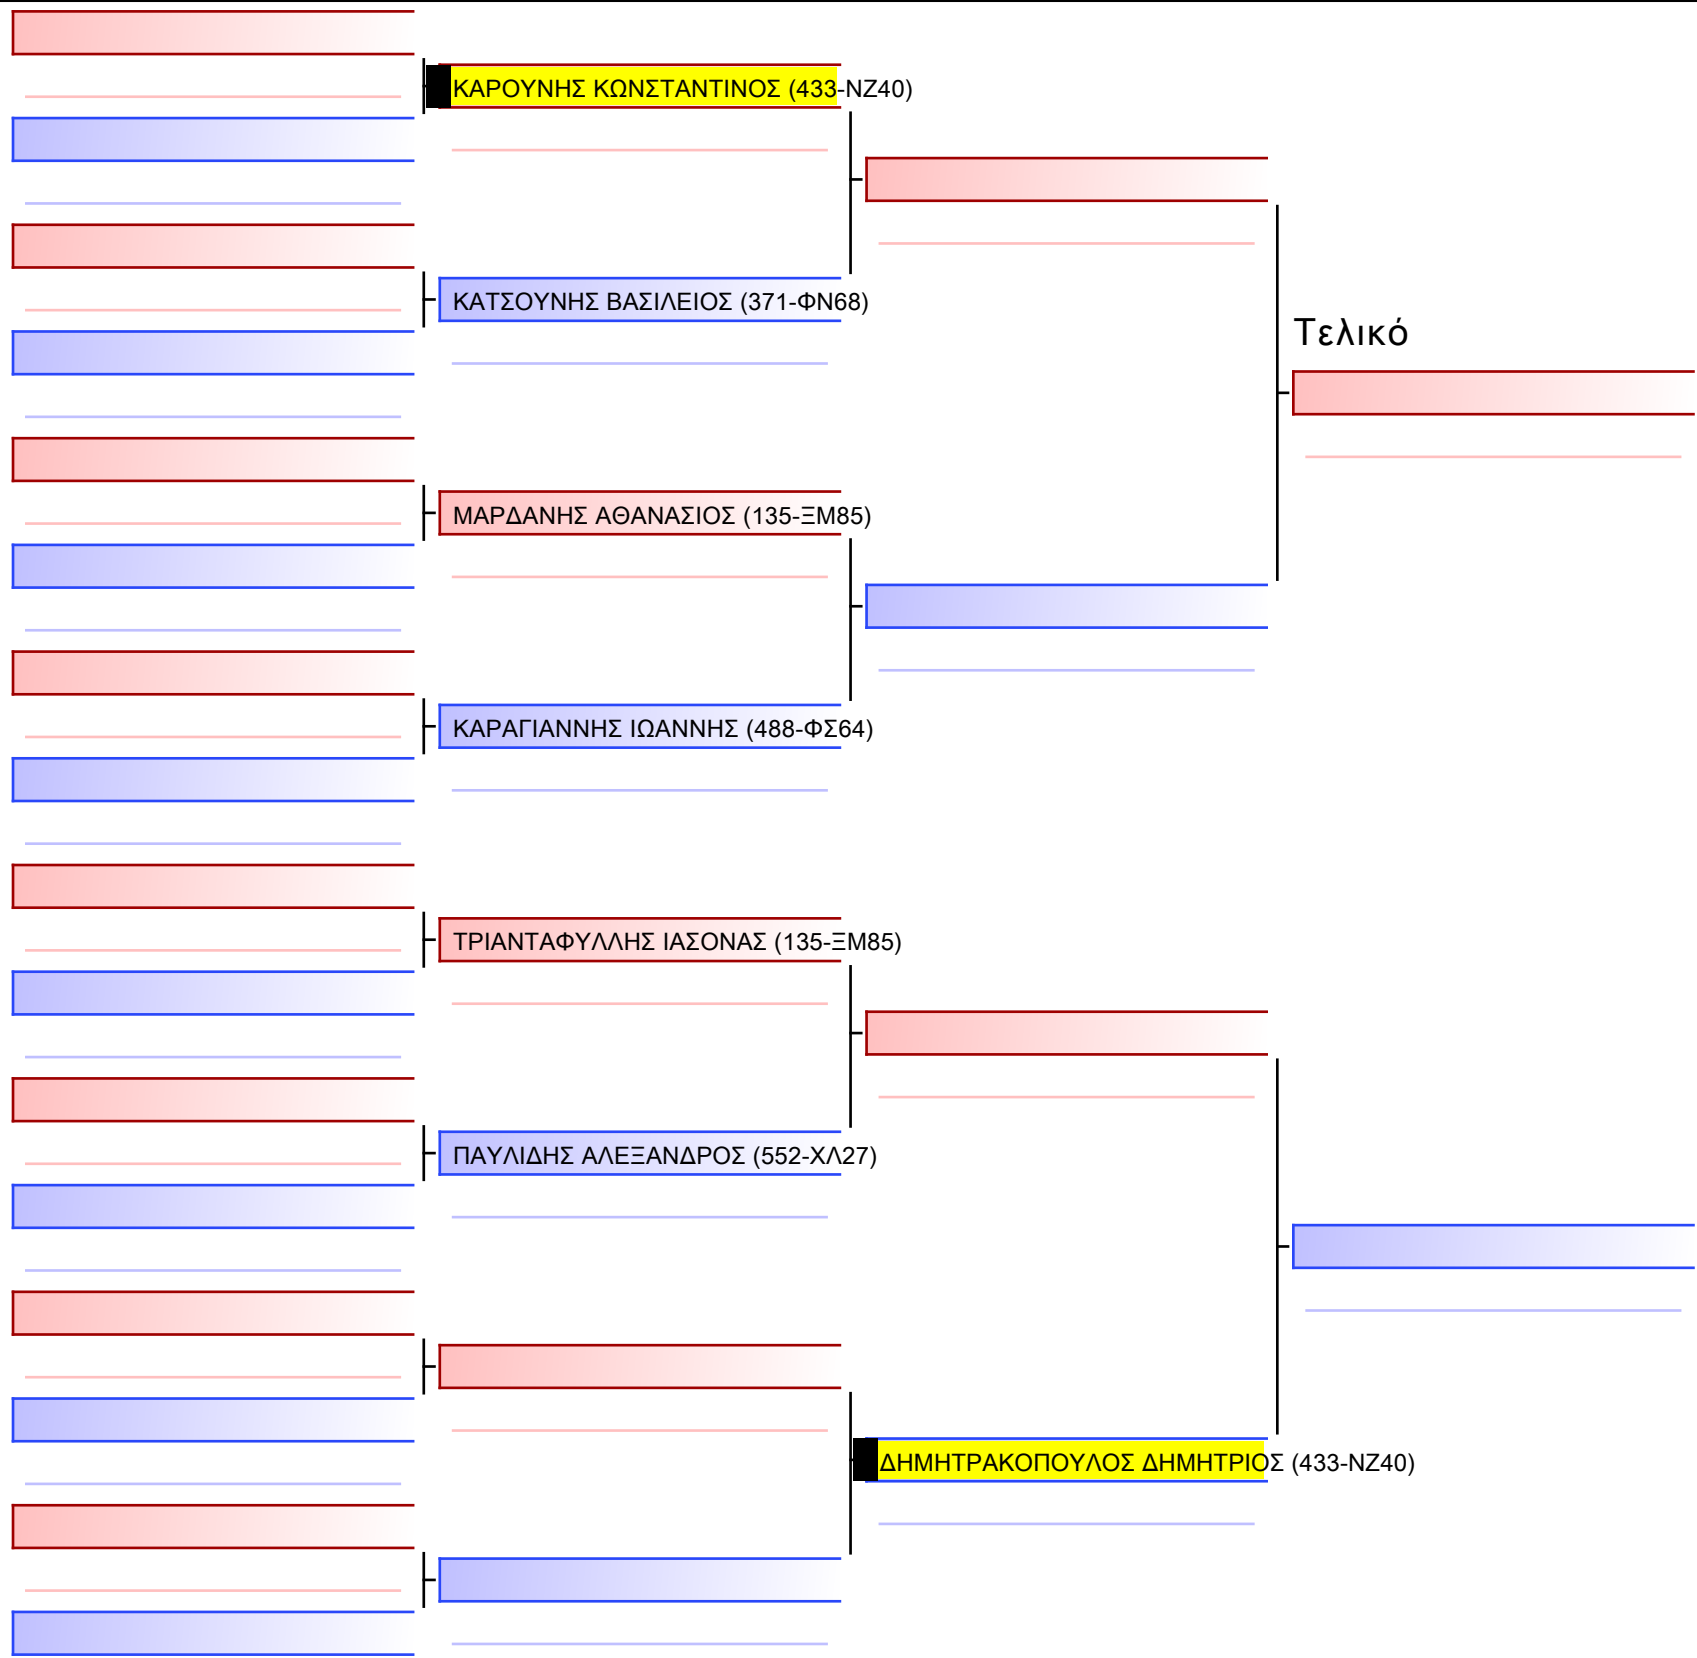 ΚΑΡΟΥΝΗΣ ΚΩΝΣΤΑΝΤΙΝΟΣ (433-ΝΖ40)
ΚΑΤΣΟΥΝΗΣ ΒΑΣΙΛΕΙΟΣ (371-ΦΝ68)
Τελικό
ΜΑΡΔΑΝΗΣ ΑΘΑΝΑΣΙΟΣ (135-ΞΜ85)
ΚΑΡΑΓΙΑΝΝΗΣ ΙΩΑΝΝΗΣ (488-ΦΣ64)
ΤΡΙΑΝΤΑΦΥΛΛΗΣ ΙΑΣΟΝΑΣ (135-ΞΜ85)
ΠΑΥΛΙΔΗΣ ΑΛΕΞΑΝΔΡΟΣ (552-ΧΛ27)
ΔΗΜΗΤΡΑΚΟΠΟΥΛΟΣ ΔΗΜΗΤΡΙΟΣ (433-ΝΖ40)